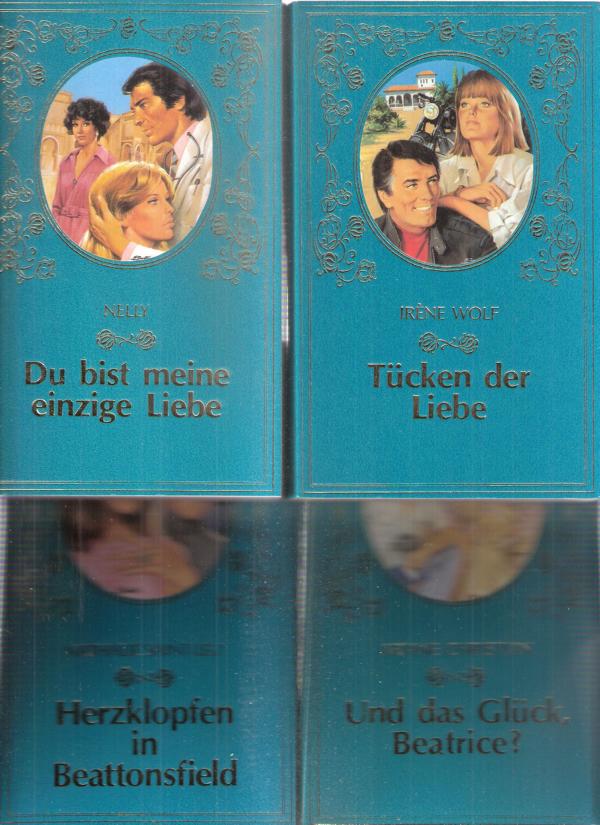 NELLY
Du bist meine
einzige Liebe
IRÈNE WOLF
Tücken der
Liebe
Herzklopfen
in
Beattonsfield
Und das Glück,
Beatrice?